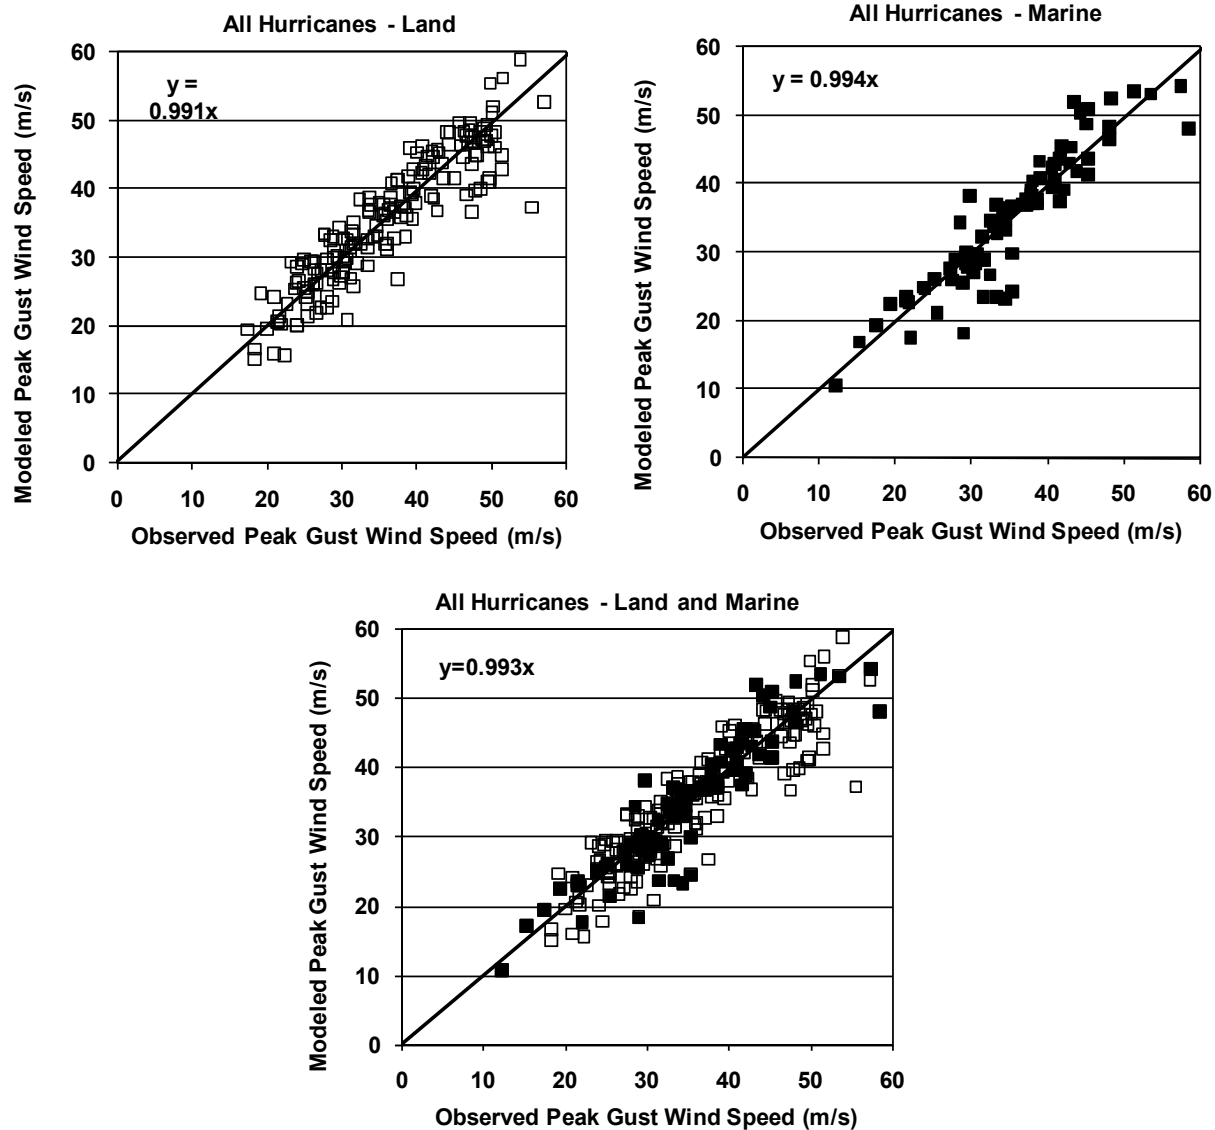 All Hurricanes - Land
y =
0.991x
Modeled Peak Gust Wind Speed (m/s)
60
50
40
30
20
10
0
0 10 20 30 40 50 60
Observed Peak Gust Wind Speed (m/s)
All Hurricanes - Marine
y = 0.994x
Modeled Peak Gust Wind Speed (m/s)
60
50
40
30
20
10
0
0 10 20 30 40 50 60
Observed Peak Gust Wind Speed (m/s)
All Hurricanes - Land and Marine
y=0.993x
Modeled Peak Gust Wind Speed (m/s)
60
50
40
30
20
10
0
0 10 20 30 40 50 60
Observed Peak Gust Wind Speed (m/s)